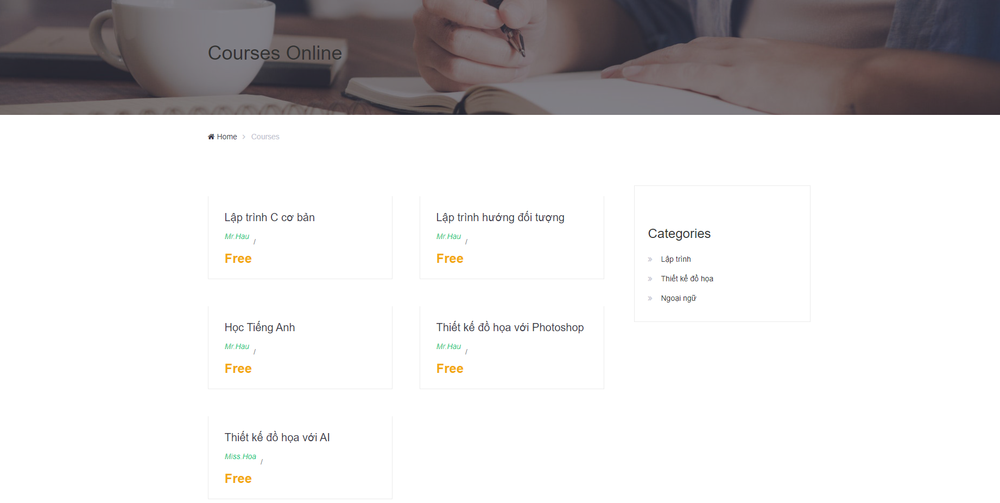 Courses Online
Home
Courses
Lập trình C cơ bản
Mr.Hau /
Free
Lập trình hướng đối tượng
Mr.Hau /
Free
Học Tiếng Anh
Mr.Hau /
Free
Thiết kế đồ họa với Photoshop
Mr.Hau /
Free
Thiết kế đồ họa với AI
Miss.Hoa /
Free
Categories
Lập trình
Thiết kế đồ họa
Ngoại ngữ